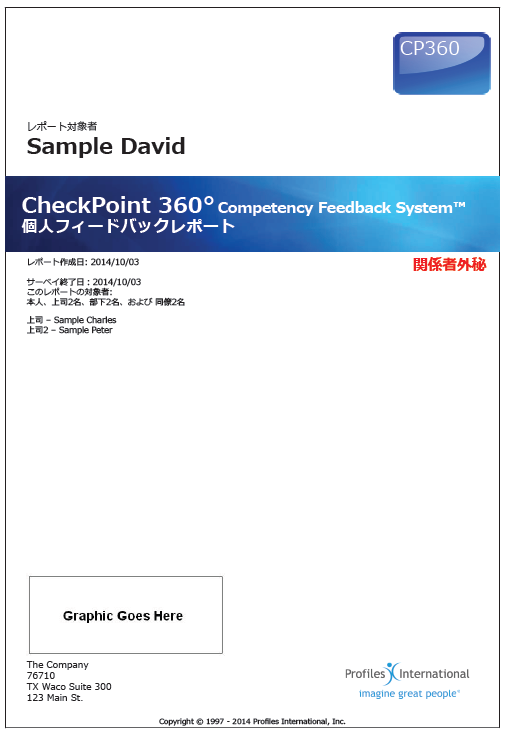 CP360
レポート対象者
Sample David
CheckPoint 360° Competency Feedback System™
個人フィードバックレポート
レポート作成日: 2014/10/03
関係者外秘
サーベイ終了日 : 2014/10/03
このレポートの対象者:
本人、上司2名、部下2名、および 同僚2名
上司 – Sample Charles
上司2 – Sample Peter
Graphic Goes Here
The Company
76710
TX Waco Suite 300
123 Main St.
Profiles International
imagine great people®
Copyright © 1997 - 2014 Profiles International, Inc.